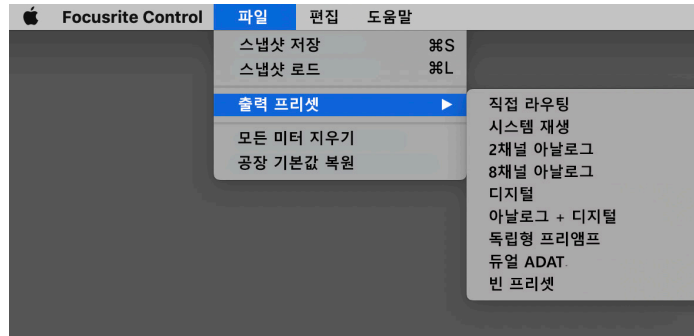 Focusrite Control 파일 편집 도움말
스냅샷 저장 ⌘S
스냅샷 로드 ⌘L
출력 프리셋 ▶
모든 미터 지우기
공장 기본값 복원
직접 라우팅
시스템 재생
2채널 아날로그
8채널 아날로그
디지털
아날로그 + 디지털
독립형 프리앰프
듀얼 ADAT
빈 프리셋